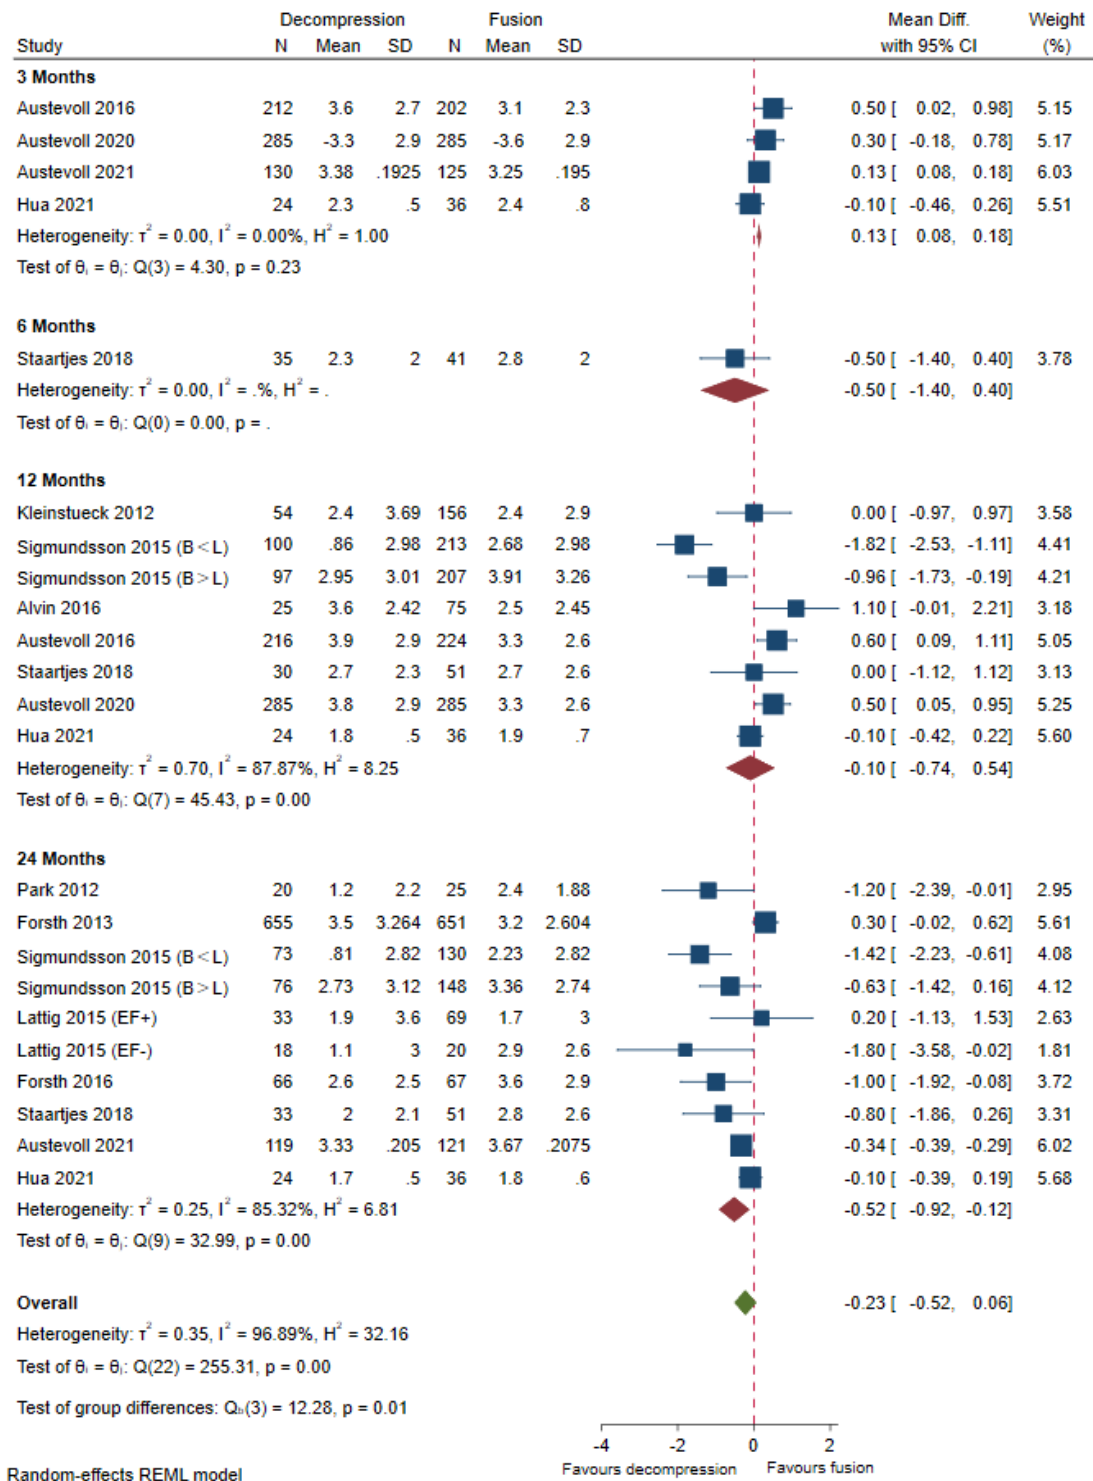 Decompression Fusion Mean Diff. Weight
Study N Mean SD N Mean SD with 95% CI (%)
3 Months
Austevoll 2016 212 3.6 2.7 202 3.1 2.3 0.50 [ 0.02, 0.98] 5.15
Austevoll 2020 285 -3.3 2.9 285 -3.6 2.9 0.30 [ -0.18, 0.78] 5.17
Austevoll 2021 130 3.38 .1925 125 3.25 .195 0.13 [ 0.08, 0.18] 6.03
Hua 2021 24 2.3 .5 36 2.4 .8 -0.10 [ -0.46, 0.26] 5.51
Heterogeneity: τ² = 0.00, I² = 0.00%, H² = 1.00 0.13 [ 0.08, 0.18]
Test of θᵢ = θⱼ: Q(3) = 4.30, p = 0.23
6 Months
Staartjes 2018 35 2.3 2 41 2.8 2 -0.50 [ -1.40, 0.40] 3.78
Heterogeneity: τ² = 0.00, I² = .%, H² = . -0.50 [ -1.40, 0.40]
Test of θᵢ = θⱼ: Q(0) = 0.00, p = .
12 Months
Kleinstueck 2012 54 2.4 3.69 156 2.4 2.9 0.00 [ -0.97, 0.97] 3.58
Sigmundsson 2015 (B<L) 100 .86 2.98 213 2.68 2.98 -1.82 [ -2.53, -1.11] 4.41
Sigmundsson 2015 (B>L) 97 2.95 3.01 207 3.91 3.26 -0.96 [ -1.73, -0.19] 4.21
Alvin 2016 25 3.6 2.42 75 2.5 2.45 1.10 [ -0.01, 2.21] 3.18
Austevoll 2016 216 3.9 2.9 224 3.3 2.6 0.60 [ 0.09, 1.11] 5.05
Staartjes 2018 30 2.7 2.3 51 2.7 2.6 0.00 [ -1.12, 1.12] 3.13
Austevoll 2020 285 3.8 2.9 285 3.3 2.6 0.50 [ 0.05, 0.95] 5.25
Hua 2021 24 1.8 .5 36 1.9 .7 -0.10 [ -0.42, 0.22] 5.60
Heterogeneity: τ² = 0.70, I² = 87.87%, H² = 8.25 -0.10 [ -0.74, 0.54]
Test of θᵢ = θⱼ: Q(7) = 45.43, p = 0.00
24 Months
Park 2012 20 1.2 2.2 25 2.4 1.88 -1.20 [ -2.39, -0.01] 2.95
Forsth 2013 655 3.5 3.264 651 3.2 2.604 0.30 [ -0.02, 0.62] 5.61
Sigmundsson 2015 (B<L) 73 .81 2.82 130 2.23 2.82 -1.42 [ -2.23, -0.61] 4.08
Sigmundsson 2015 (B>L) 76 2.73 3.12 148 3.36 2.74 -0.63 [ -1.42, 0.16] 4.12
Lattig 2015 (EF+) 33 1.9 3.6 69 1.7 3 0.20 [ -1.13, 1.53] 2.63
Lattig 2015 (EF-) 18 1.1 3 20 2.9 2.6 -1.80 [ -3.58, -0.02] 1.81
Forsth 2016 66 2.6 2.5 67 3.6 2.9 -1.00 [ -1.92, -0.08] 3.72
Staartjes 2018 33 2 2.1 51 2.8 2.6 -0.80 [ -1.86, 0.26] 3.31
Austevoll 2021 119 3.33 .205 121 3.67 .2075 -0.34 [ -0.39, -0.29] 6.02
Hua 2021 24 1.7 .5 36 1.8 .6 -0.10 [ -0.39, 0.19] 5.68
Heterogeneity: τ² = 0.25, I² = 85.32%, H² = 6.81 -0.52 [ -0.92, -0.12]
Test of θᵢ = θⱼ: Q(9) = 32.99, p = 0.00
Overall -0.23 [ -0.52, 0.06]
Heterogeneity: τ² = 0.35, I² = 96.89%, H² = 32.16
Test of θᵢ = θⱼ: Q(22) = 255.31, p = 0.00
Test of group differences: Q_b(3) = 12.28, p = 0.01
-4 -2 0 2
Favours decompression Favours fusion
Random-effects REML model